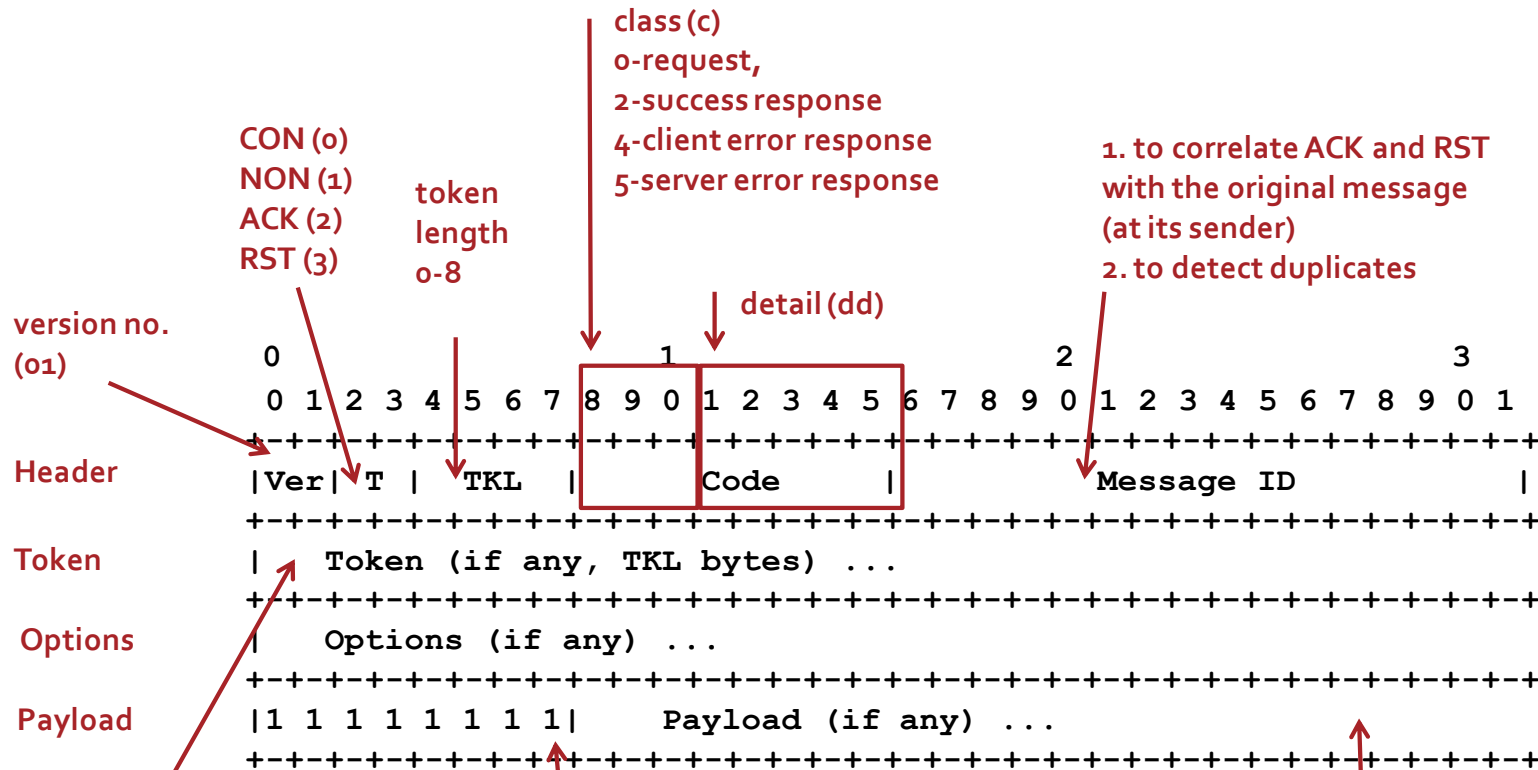 class (c)
0-request,
2-success response
4-client error response
5-server error response
CON (0)
NON (1)
ACK (2)
RST (3)
token
length
0-8
1. to correlate ACK and RST
with the original message
(at its sender)
2. to detect duplicates
detail (dd)
version no.
(01)
0 1 2 3
0 1 2 3 4 5 6 7 8 9 0 1 2 3 4 5 6 7 8 9 0 1 2 3 4 5 6 7 8 9 0 1
+-+-+-+-+-+-+-+-+-+-+-+-+-+-+-+-+-+-+-+-+-+-+-+-+-+-+-+-+-+-+-+-+
Header |Ver| T | TKL | Code | Message ID |
+-+-+-+-+-+-+-+-+-+-+-+-+-+-+-+-+-+-+-+-+-+-+-+-+-+-+-+-+-+-+-+-+
Token | Token (if any, TKL bytes) ...
+-+-+-+-+-+-+-+-+-+-+-+-+-+-+-+-+-+-+-+-+-+-+-+-+-+-+-+-+-+-+-+-+
Options | Options (if any) ...
+-+-+-+-+-+-+-+-+-+-+-+-+-+-+-+-+-+-+-+-+-+-+-+-+-+-+-+-+-+-+-+-+
Payload |1 1 1 1 1 1 1 1| Payload (if any) ...
+-+-+-+-+-+-+-+-+-+-+-+-+-+-+-+-+-+-+-+-+-+-+-+-+-+-+-+-+-+-+-+-+